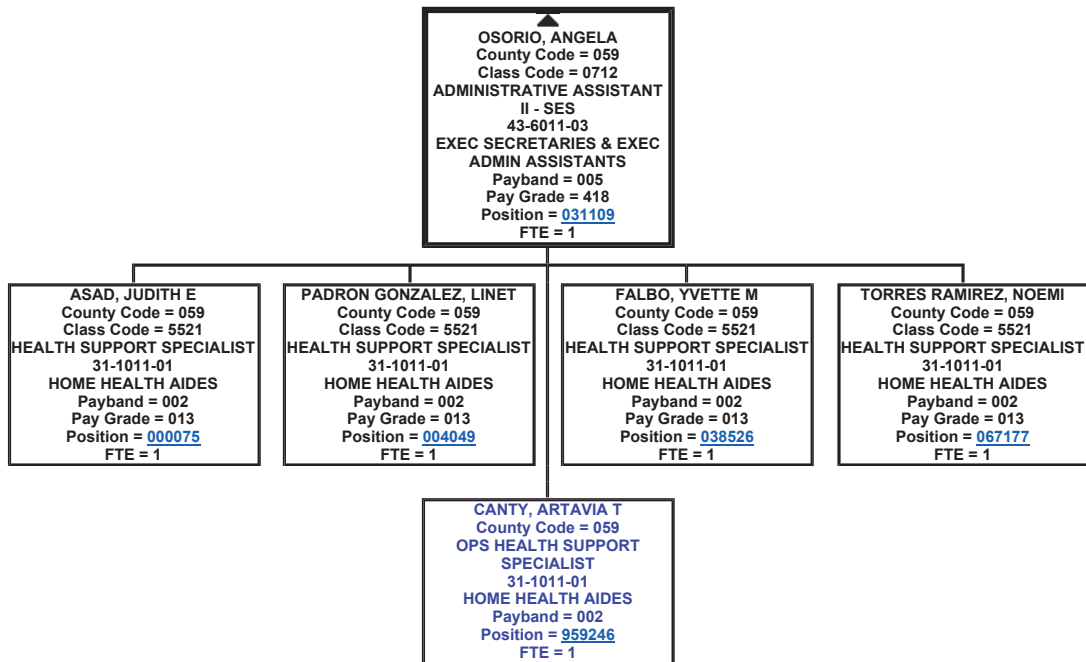 OSORIO, ANGELA
County Code = 059
Class Code = 0712
ADMINISTRATIVE ASSISTANT
II - SES
43-6011-03
EXEC SECRETARIES & EXEC
ADMIN ASSISTANTS
Payband = 005
Pay Grade = 418
Position = 031109
FTE = 1
ASAD, JUDITH E
County Code = 059
Class Code = 5521
HEALTH SUPPORT SPECIALIST
31-1011-01
HOME HEALTH AIDES
Payband = 002
Pay Grade = 013
Position = 000075
FTE = 1
PADRON GONZALEZ, LINET
County Code = 059
Class Code = 5521
HEALTH SUPPORT SPECIALIST
31-1011-01
HOME HEALTH AIDES
Payband = 002
Pay Grade = 013
Position = 004049
FTE = 1
FALBO, YVETTE M
County Code = 059
Class Code = 5521
HEALTH SUPPORT SPECIALIST
31-1011-01
HOME HEALTH AIDES
Payband = 002
Pay Grade = 013
Position = 038526
FTE = 1
TORRES RAMIREZ, NOEMI
County Code = 059
Class Code = 5521
HEALTH SUPPORT SPECIALIST
31-1011-01
HOME HEALTH AIDES
Payband = 002
Pay Grade = 013
Position = 067177
FTE = 1
CANTY, ARTAVIA T
County Code = 059
OPS HEALTH SUPPORT
SPECIALIST
31-1011-01
HOME HEALTH AIDES
Payband = 002
Position = 959246
FTE = 1